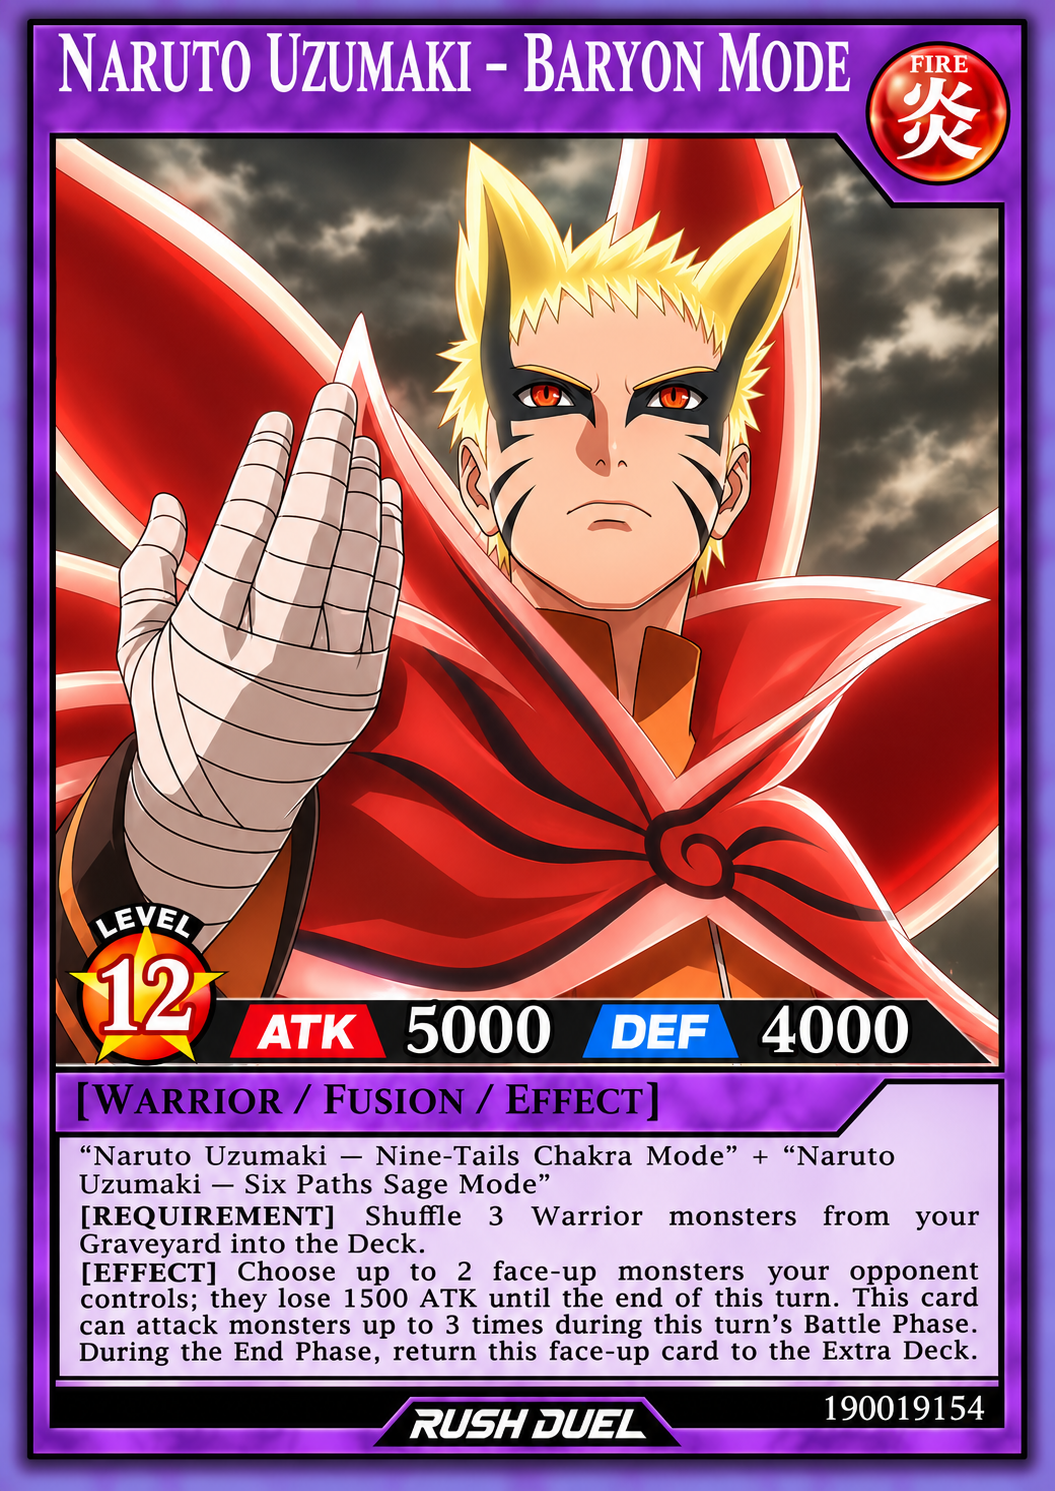 NARUTO UZUMAKI – BARYON MODE
FIRE
炎
LEVEL
12
ATK 5000 DEF 4000
[WARRIOR / FUSION / EFFECT]
“Naruto Uzumaki — Nine-Tails Chakra Mode” + “Naruto
Uzumaki — Six Paths Sage Mode”
[REQUIREMENT] Shuffle 3 Warrior monsters from your
Graveyard into the Deck.
[EFFECT] Choose up to 2 face-up monsters your opponent
controls; they lose 1500 ATK until the end of this turn. This card
can attack monsters up to 3 times during this turn’s Battle Phase.
During the End Phase, return this face-up card to the Extra Deck.
190019154
RUSH DUEL